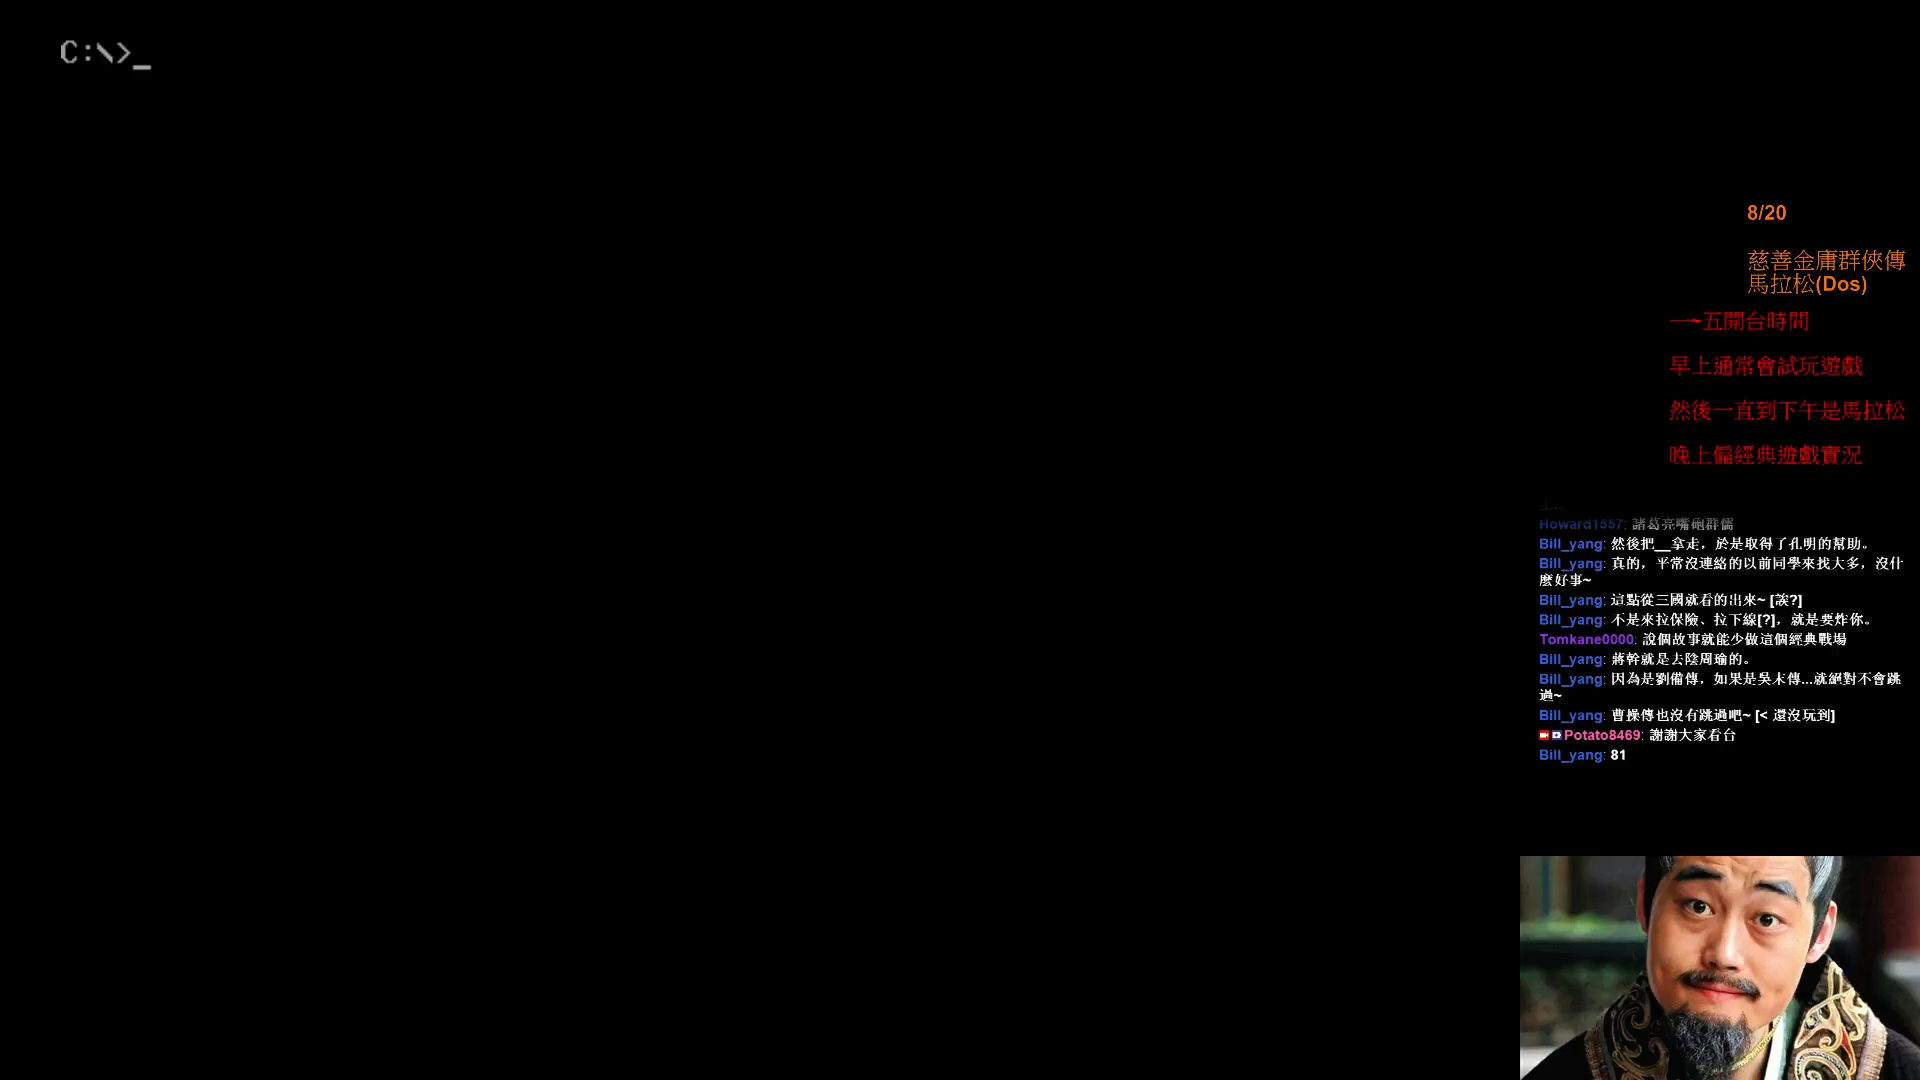 C:\>_
8/20
慈善金庸群俠傳
馬拉松(Dos)
一~五開台時間
早上通常會試玩遊戲
然後一直到下午是馬拉松
晚上偏經典遊戲實況
Howard1557: 諸葛亮嘴砲群儒
Bill_yang: 然後把__拿走，於是取得了孔明的幫助。
Bill_yang: 真的，平常沒連絡的以前同學來找大多，沒什
麼好事~
Bill_yang: 這點從三國就看的出來~ [誒?]
Bill_yang: 不是來拉保險、拉下線[?]，就是要炸你。
Tomkane0000: 說個故事就能少做這個經典戰場
Bill_yang: 蔣幹就是去陰周瑜的。
Bill_yang: 因為是劉備傳，如果是吳末傳...就絕對不會跳
過~
Bill_yang: 曹操傳也沒有跳過吧~ [< 還沒玩到]
Potato8469: 謝謝大家看台
Bill_yang: 81